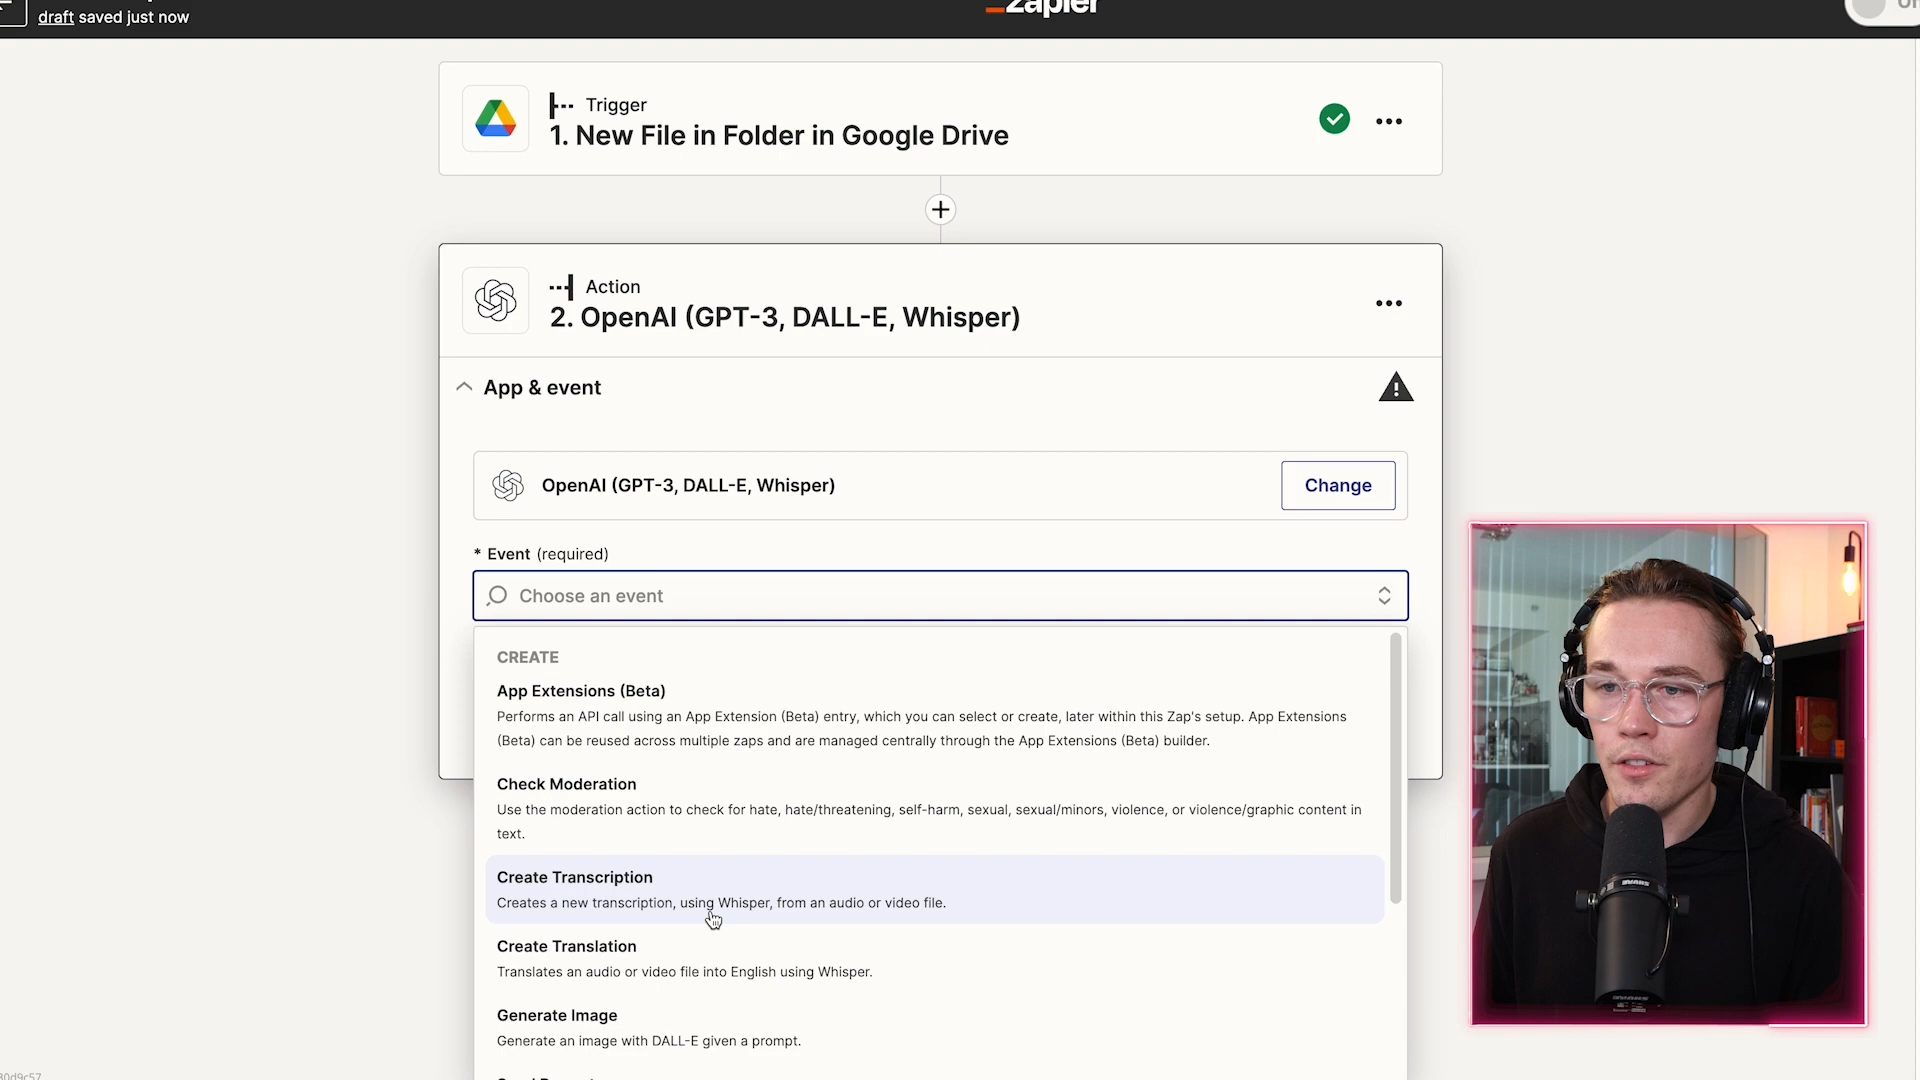 draft saved just now
zapier
Trigger
1. New File in Folder in Google Drive
Action
2. OpenAI (GPT-3, DALL-E, Whisper)
App & event
OpenAI (GPT-3, DALL-E, Whisper)
Change
* Event (required)
Choose an event
CREATE
App Extensions (Beta)
Performs an API call using an App Extension (Beta) entry, which you can select or create, later within this Zap's setup. App Extensions
(Beta) can be reused across multiple zaps and are managed centrally through the App Extensions (Beta) builder.
Check Moderation
Use the moderation action to check for hate, hate/threatening, self-harm, sexual, sexual/minors, violence, or violence/graphic content in
text.
Create Transcription
Creates a new transcription, using Whisper, from an audio or video file.
Create Translation
Translates an audio or video file into English using Whisper.
Generate Image
Generate an image with DALL-E given a prompt.